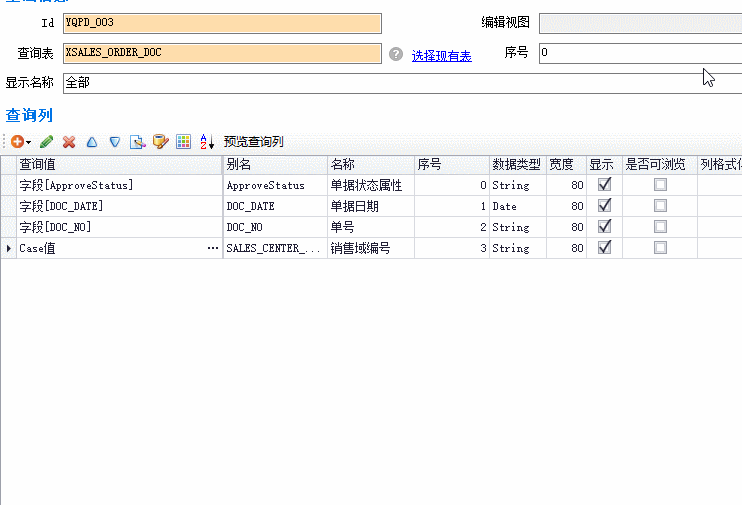 Id YQPD_003 编辑视图
查询表 XSALES_ORDER_DOC ? 选择现有表 序号 0
显示名称 全部
查询列
预览查询列
查询值 别名 名称 序号 数据类型 宽度 显示 是否可浏览
字段[ApproveStatus] ApproveStatus 单据状态属性 0 String 80
字段[DOC_DATE] DOC_DATE 单据日期 1 Date 80
字段[DOC_NO] DOC_NO 单号 2 String 80
Case值 ... SALES_CENTER_... 销售域编号 3 String 80